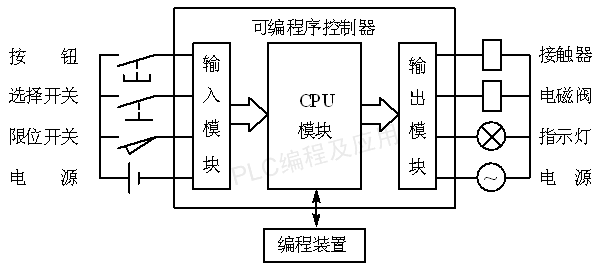 可编程序控制器
按 钮
选择开关
限位开关
电 源
输入模块
CPU
模块
输出模块
接触器
电磁阀
指示灯
电 源
~
PLC编程及应用
编程装置